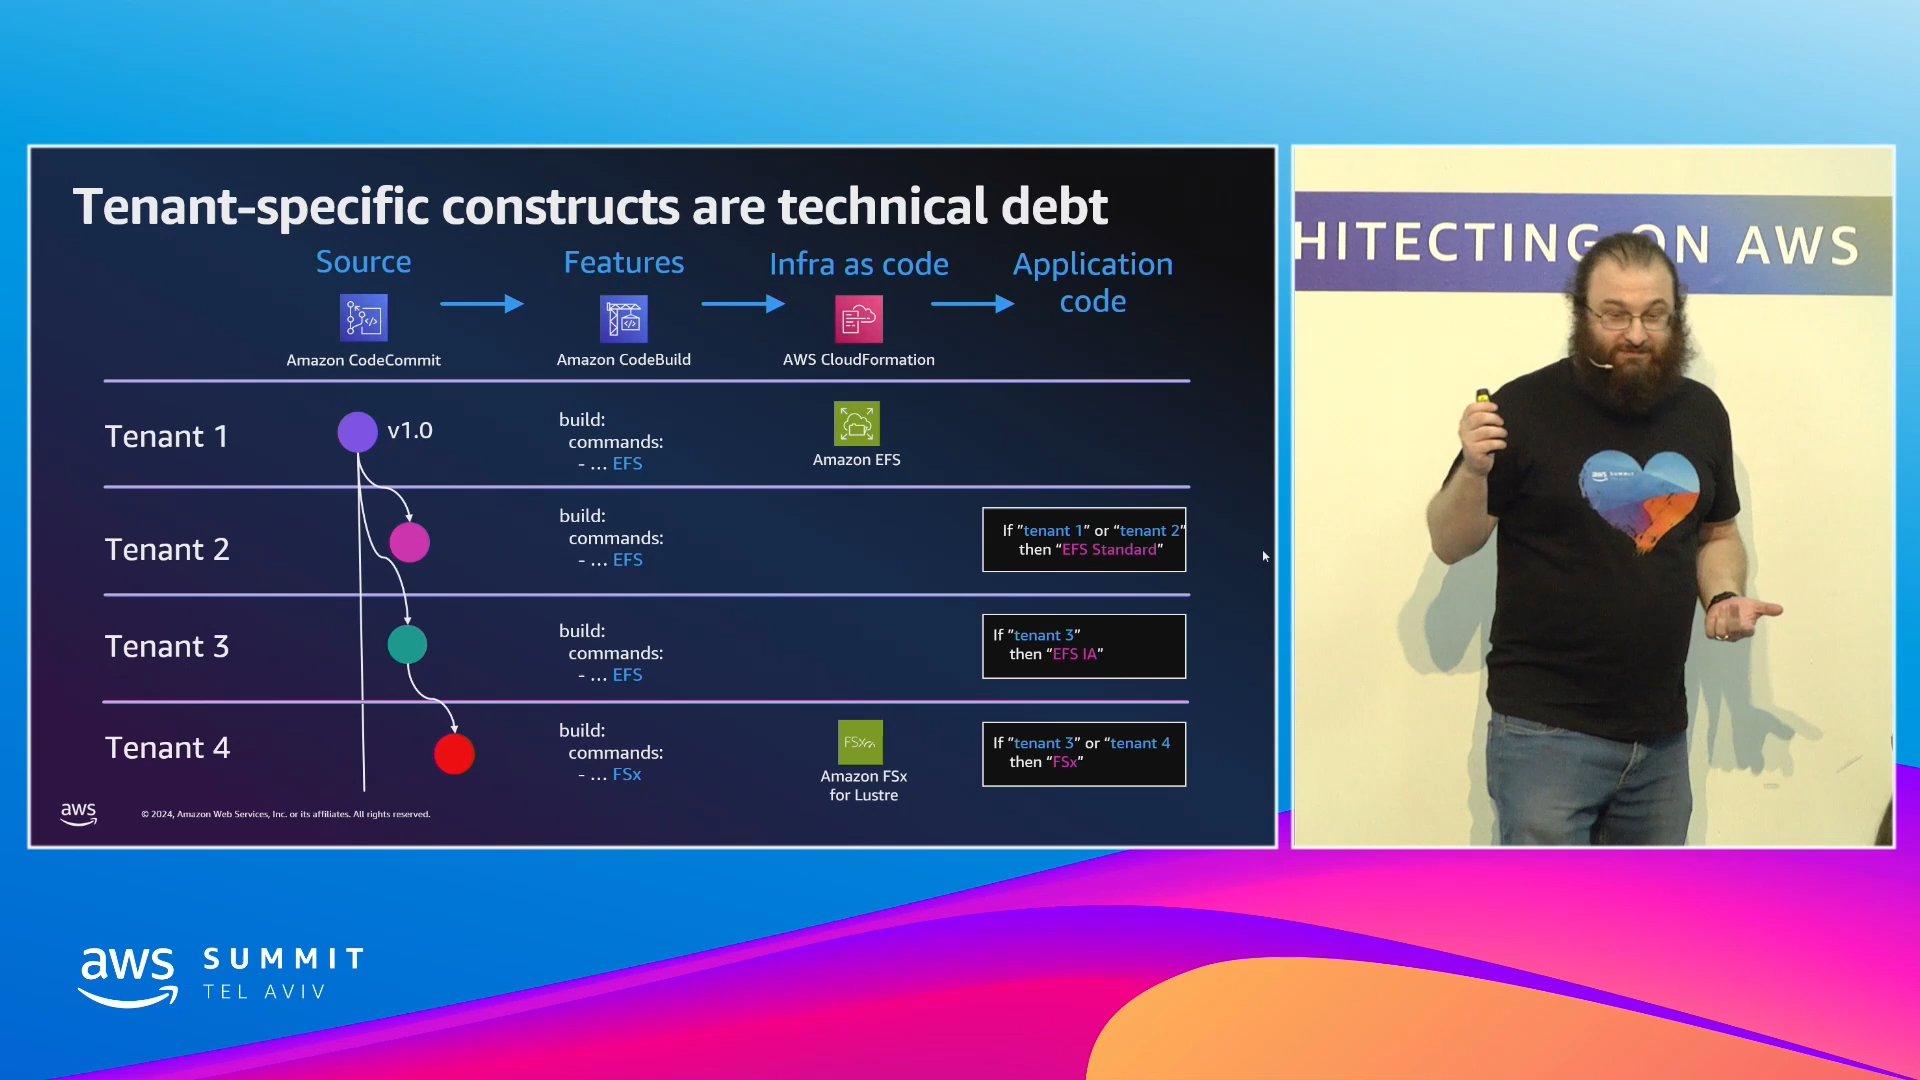 Tenant-specific constructs are technical debt
Source
Features
Infra as code
Application
code
Amazon CodeCommit
Amazon CodeBuild
AWS CloudFormation
Tenant 1
v1.0
build:
commands:
- ... EFS
Amazon EFS
Tenant 2
build:
commands:
- ... EFS
If "tenant 1" or "tenant 2"
then "EFS Standard"
Tenant 3
build:
commands:
- ... EFS
If "tenant 3"
then "EFS IA"
Tenant 4
build:
commands:
- ... FSx
FSx
Amazon FSx
for Lustre
If "tenant 3" or "tenant 4
then "FSx"
aws
© 2024, Amazon Web Services, Inc. or its affiliates. All rights reserved.
HITECTING ON AWS
aws SUMMIT
aws SUMMIT
TEL AVIV